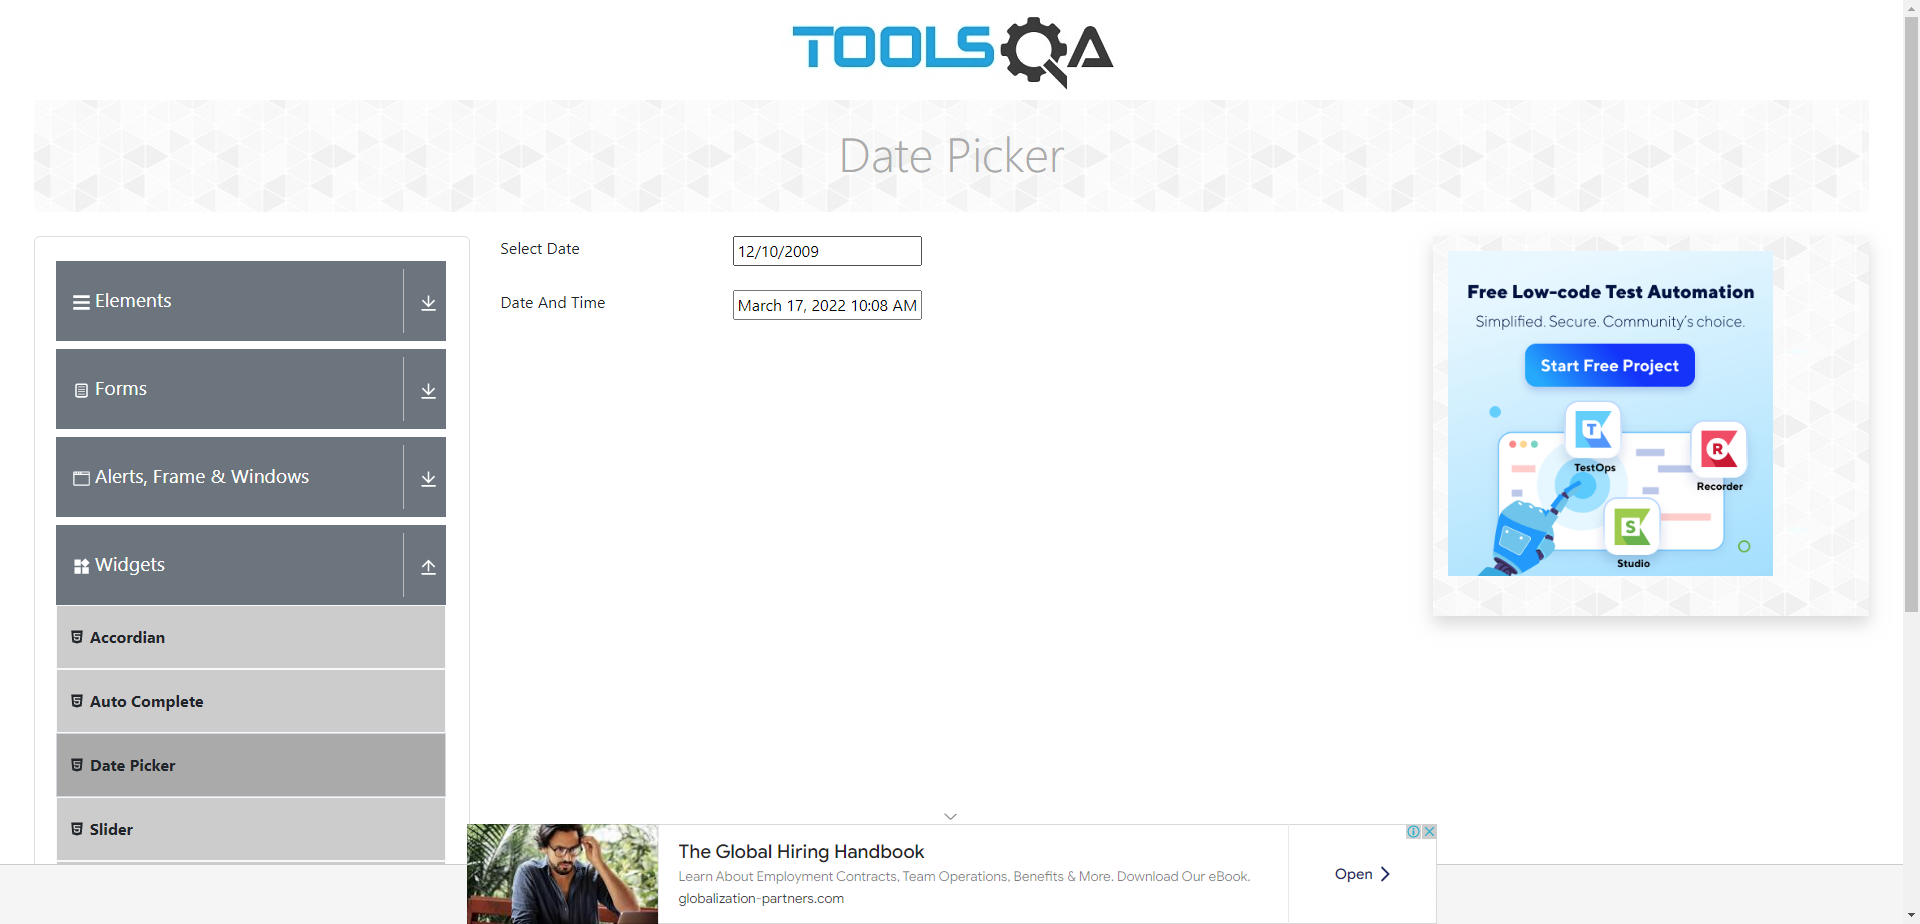 TOOLSQA
Date Picker
Elements
Forms
Alerts, Frame & Windows
Widgets
Accordian
Auto Complete
Date Picker
Slider
Select Date
12/10/2009
Date And Time
March 17, 2022 10:08 AM
Free Low-code Test Automation
Simplified. Secure. Community's choice.
Start Free Project
T
TestOps
R
Recorder
S
Studio
The Global Hiring Handbook
Learn About Employment Contracts, Team Operations, Benefits & More. Download Our eBook.
globalization-partners.com
Open